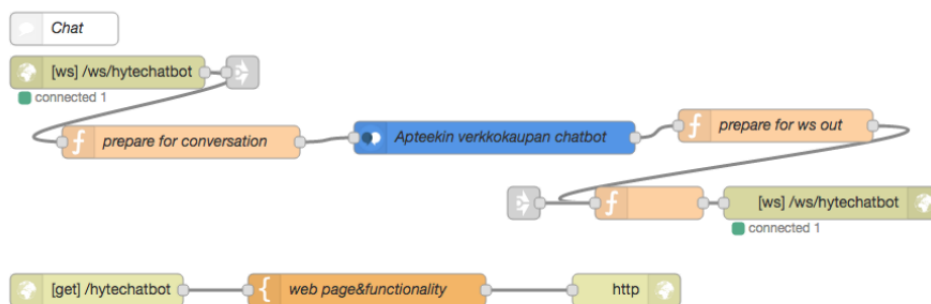 Chat
[ws] /ws/hytechatbot
connected 1
prepare for conversation
Apteekin verkkokaupan chatbot
prepare for ws out
[ws] /ws/hytechatbot
connected 1
[get] /hytechatbot
web page&functionality
http